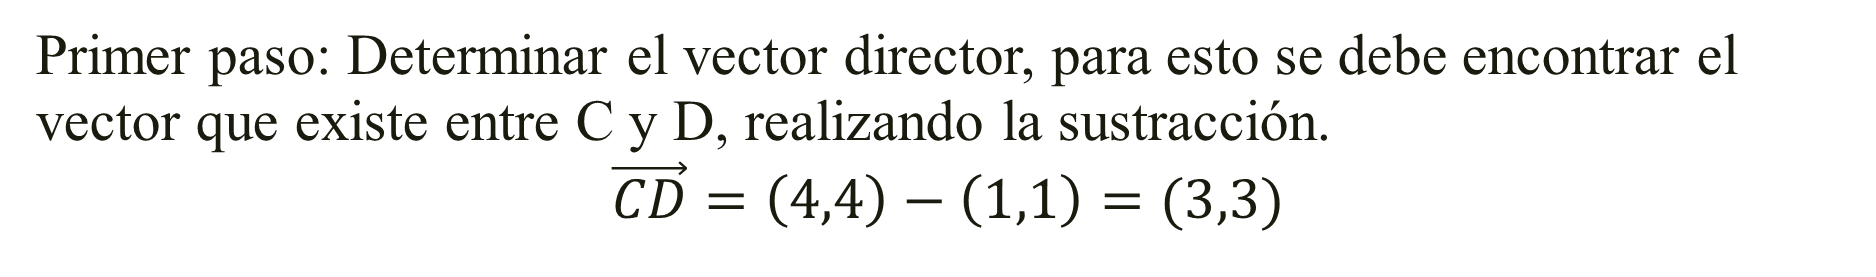 Primer paso: Determinar el vector director, para esto se debe encontrar el
vector que existe entre C y D, realizando la sustracción.
$\overrightarrow{CD} = (4,4) - (1,1) = (3,3)$